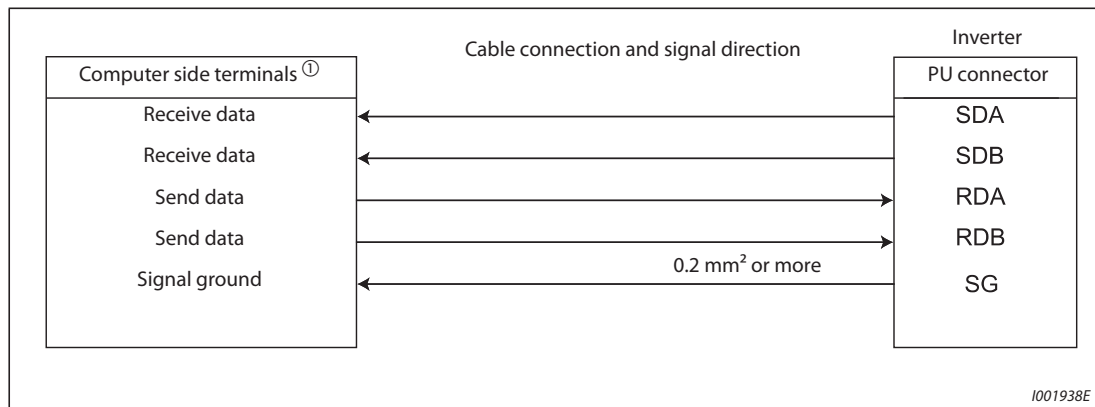 Cable connection and signal direction
Inverter
Computer side terminals ①
PU connector
Receive data
SDA
Receive data
SDB
Send data
RDA
Send data
RDB
0.2 mm² or more
Signal ground
SG
I001938E